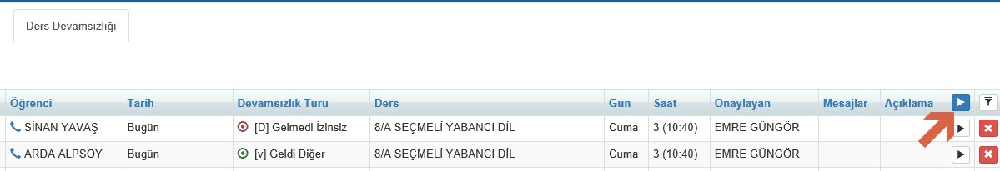 Ders Devamsızlığı
Öğrenci Tarih Devamsızlık Türü Ders Gün Saat Onaylayan Mesajlar Açıklama
SİNAN YAVAŞ Bugün [D] Gelmedi İzinsiz 8/A SEÇMELİ YABANCI DİL Cuma 3 (10:40) EMRE GÜNGÖR
ARDA ALPSOY Bugün [v] Geldi Diğer 8/A SEÇMELİ YABANCI DİL Cuma 3 (10:40) EMRE GÜNGÖR